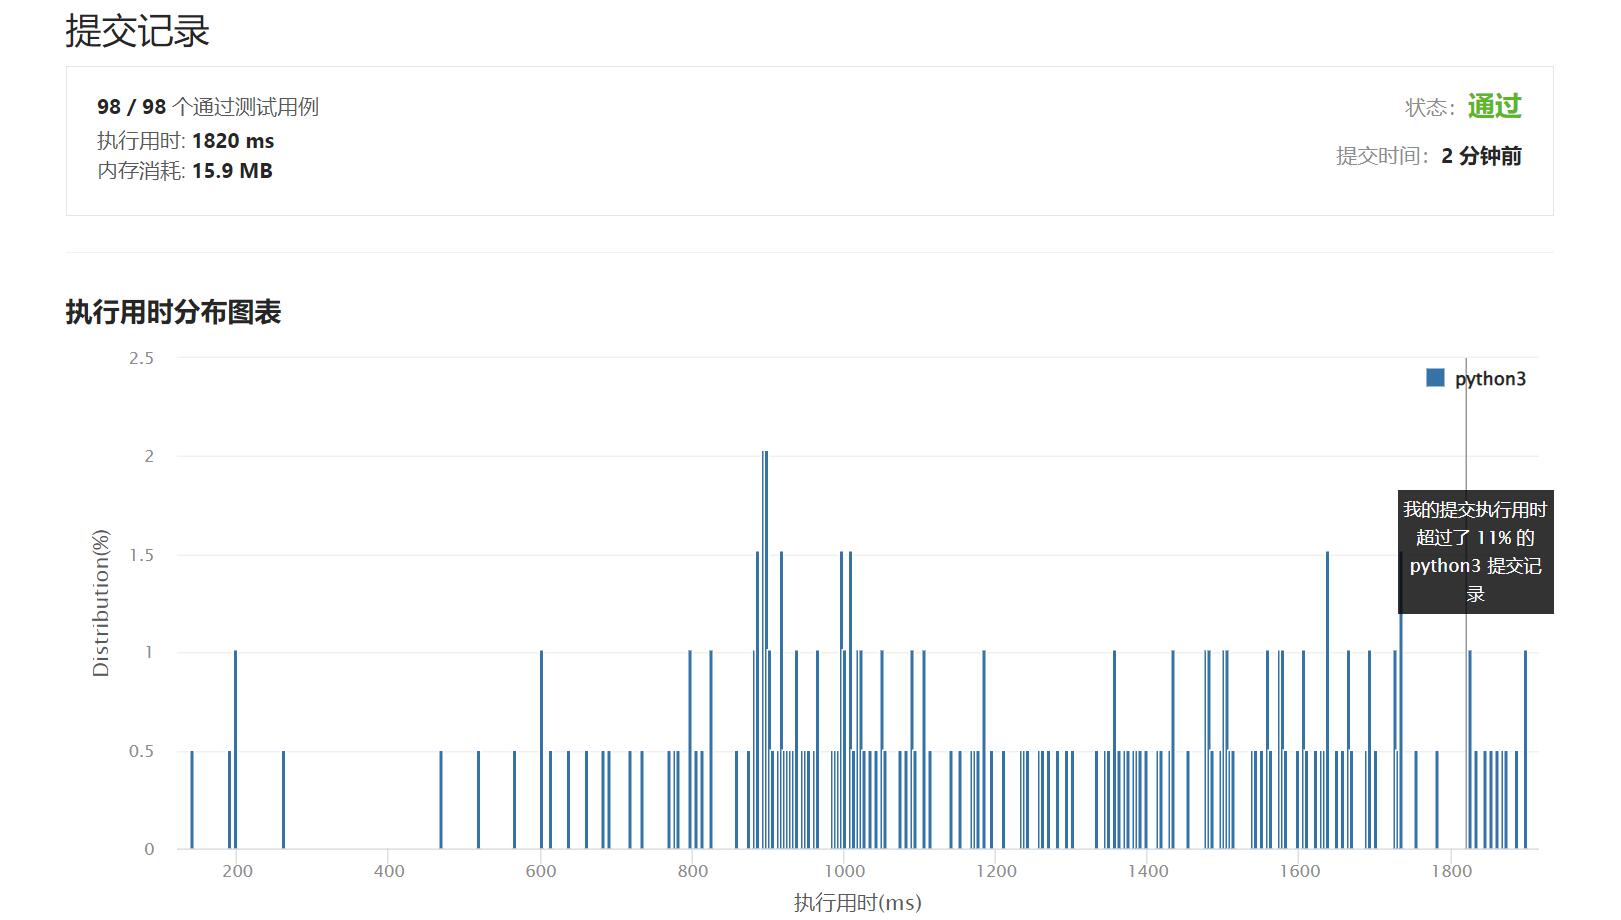 提交记录
98 / 98 个通过测试用例
状态：通过
执行用时: 1820 ms
提交时间：2 分钟前
内存消耗: 15.9 MB
执行用时分布图表
2.5
python3
2
我的提交执行用时
超过了 11% 的
python3 提交记
录
1.5
Distribution(%)
1
0.5
0
200 400 600 800 1000 1200 1400 1600 1800
执行用时(ms)